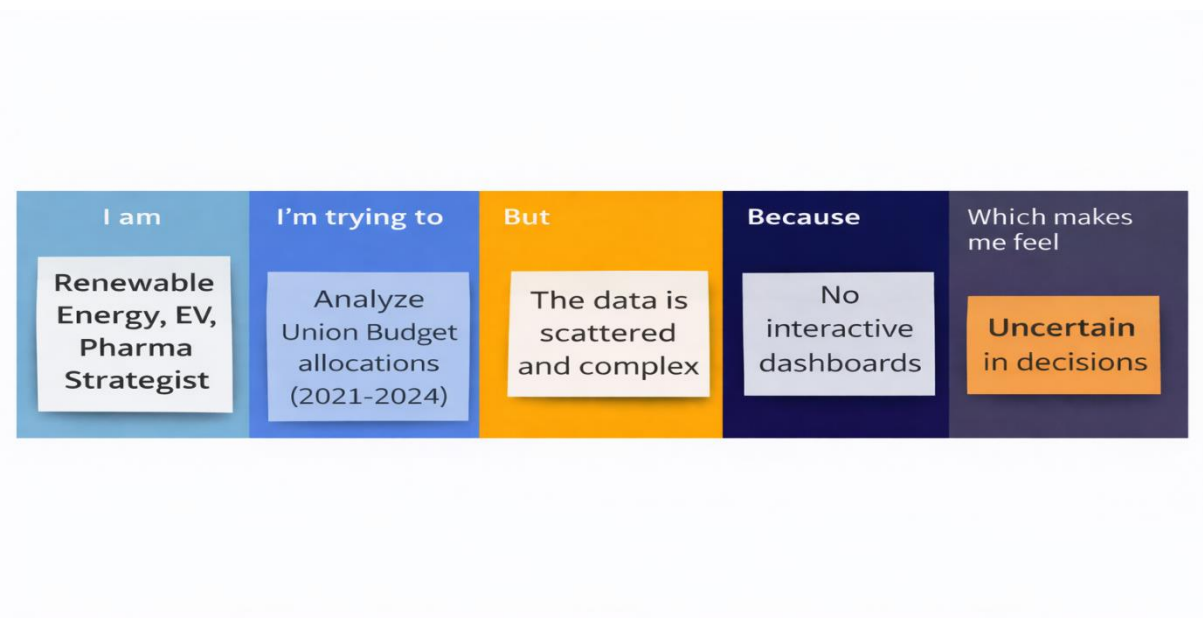 I am
Renewable
Energy, EV,
Pharma
Strategist
I'm trying to
Analyze
Union Budget
allocations
(2021-2024)
But
The data is
scattered
and complex
Because
No
interactive
dashboards
Which makes
me feel
Uncertain
in decisions